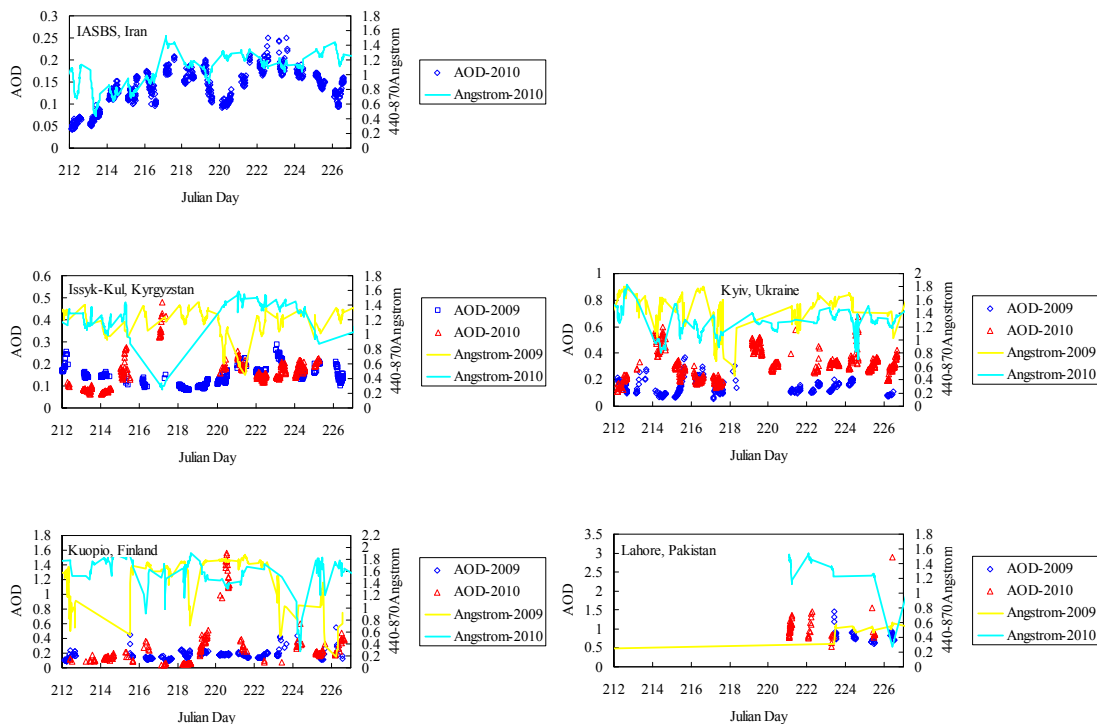 IASBS, Iran
AOD
0.3
0.25
0.2
0.15
0.1
0.05
0
1.8
1.6
1.4
1.2
1
0.8
0.6
0.4
0.2
0
440-870Angstrom
212 214 216 218 220 222 224 226
Julian Day
AOD-2010
Angstrom-2010
Issyk-Kul, Kyrgyzstan
AOD
0.6
0.5
0.4
0.3
0.2
0.1
0
1.8
1.6
1.4
1.2
1
0.8
0.6
0.4
0.2
0
440-870Angostrom
212 214 216 218 220 222 224 226
Julian Day
AOD-2009
AOD-2010
Angstrom-2009
Angstrom-2010
Kyiv, Ukraine
AOD
1
0.8
0.6
0.4
0.2
0
2
1.8
1.6
1.4
1.2
1
0.8
0.6
0.4
0.2
0
440-870Angostrom
212 214 216 218 220 222 224 226
Julian Day
AOD-2009
AOD-2010
Angstrom-2009
Angstrom-2010
Kuopio, Finland
AOD
1.8
1.6
1.4
1.2
1
0.8
0.6
0.4
0.2
0
2.2
2
1.8
1.6
1.4
1.2
1
0.8
0.6
0.4
0.2
0
440-870Angstrom
212 214 216 218 220 222 224 226
Julian Day
AOD-2009
AOD-2010
Angstrom-2009
Angstrom-2010
Lahore, Pakistan
AOD
3.5
3
2.5
2
1.5
1
0.5
0
1.8
1.6
1.4
1.2
1
0.8
0.6
0.4
0.2
0
440-870Angstrom
212 214 216 218 220 222 224 226
Julian Day
AOD-2009
AOD-2010
Angstrom-2009
Angstrom-2010